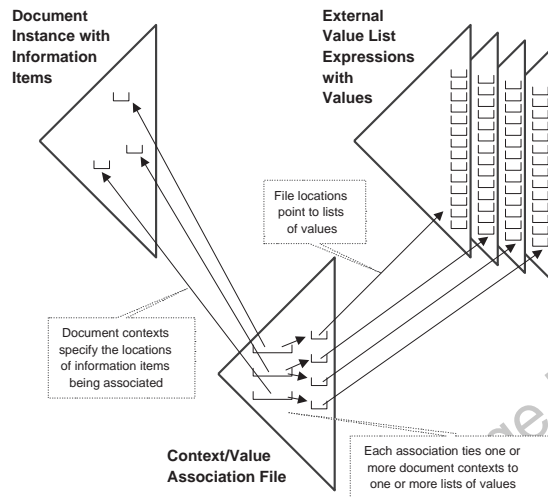 Document
Instance with
Information
Items
External
Value List
Expressions
with
Values
File locations
point to lists
of values
Document contexts
specify the locations
of information items
being associated
Context/Value
Association File
Each association ties one or
more document contexts to
one or more lists of values